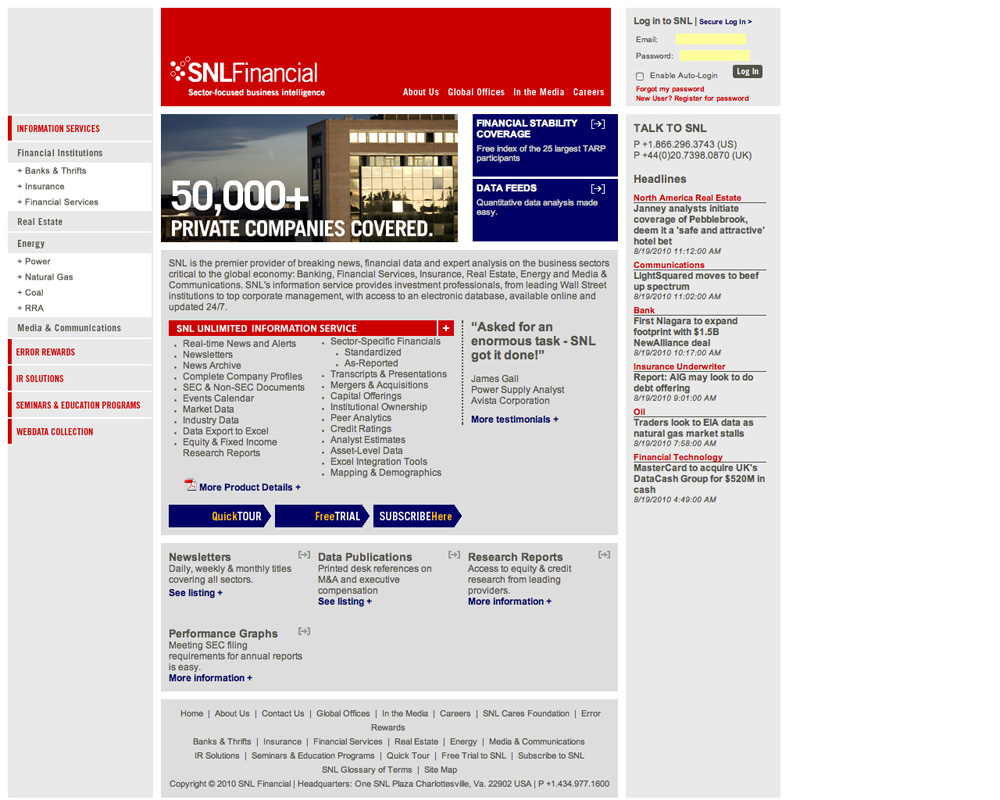 SNLFinancial
Sector-focused business intelligence
About Us Global Offices In the Media Careers
Log in to SNL | Secure Log In >
Email:
Password:
Enable Auto-Login
Log In
Forgot my password
New User? Register for password
INFORMATION SERVICES
Financial Institutions
+ Banks & Thrifts
+ Insurance
+ Financial Services
Real Estate
Energy
+ Power
+ Natural Gas
+ Coal
+ RRA
Media & Communications
ERROR REWARDS
IR SOLUTIONS
SEMINARS & EDUCATION PROGRAMS
WEBDATA COLLECTION
50,000+
PRIVATE COMPANIES COVERED.
FINANCIAL STABILITY
COVERAGE
Free index of the 25 largest TARP
participants
DATA FEEDS
Quantitative data analysis made
easy.
SNL is the premier provider of breaking news, financial data and expert analysis on the business sectors
critical to the global economy: Banking, Financial Services, Insurance, Real Estate, Energy and Media &
Communications. SNL's information service provides investment professionals, from leading Wall Street
institutions to top corporate management, with access to an electronic database, available online and
updated 24/7.
SNL UNLIMITED INFORMATION SERVICE +
• Real-time News and Alerts
• Newsletters
• News Archive
• Complete Company Profiles
• SEC & Non-SEC Documents
• Events Calendar
• Market Data
• Industry Data
• Data Export to Excel
• Equity & Fixed Income
Research Reports
• Sector-Specific Financials
• Standardized
• As-Reported
• Transcripts & Presentations
• Mergers & Acquisitions
• Capital Offerings
• Institutional Ownership
• Peer Analytics
• Credit Ratings
• Analyst Estimates
• Asset-Level Data
• Excel Integration Tools
• Mapping & Demographics
More Product Details +
“Asked for an
enormous task - SNL
got it done!”
James Gall
Power Supply Analyst
Avista Corporation
More testimonials +
QuickTOUR
FreeTRIAL
SUBSCRIBEHere
Newsletters
Daily, weekly & monthly titles
covering all sectors.
See listing +
Data Publications
Printed desk references on
M&A and executive
compensation
See listing +
Research Reports
Access to equity & credit
research from leading
providers.
More information +
Performance Graphs
Meeting SEC filing
requirements for annual reports
is easy.
More information +
TALK TO SNL
P +1.866.296.3743 (US)
P +44(0)20.7398.0870 (UK)
Headlines
North America Real Estate
Janney analysts initiate
coverage of Pebblebrook,
deem it a 'safe and attractive'
hotel bet
8/19/2010 11:12:00 AM
Communications
LightSquared moves to beef
up spectrum
8/19/2010 11:02:00 AM
Bank
First Niagara to expand
footprint with $1.5B
NewAlliance deal
8/19/2010 10:17:00 AM
Insurance Underwriter
Report: AIG may look to do
debt offering
8/19/2010 9:01:00 AM
Oil
Traders look to EIA data as
natural gas market stalls
8/19/2010 7:58:00 AM
Financial Technology
MasterCard to acquire UK's
DataCash Group for $520M in
cash
8/19/2010 4:49:00 AM
Home | About Us | Contact Us | Global Offices | In the Media | Careers | SNL Cares Foundation | Error
Rewards
Banks & Thrifts | Insurance | Financial Services | Real Estate | Energy | Media & Communications
IR Solutions | Seminars & Education Programs | Quick Tour | Free Trial to SNL | Subscribe to SNL
SNL Glossary of Terms | Site Map
Copyright © 2010 SNL Financial | Headquarters: One SNL Plaza Charlottesville, Va. 22902 USA | P +1.434.977.1600